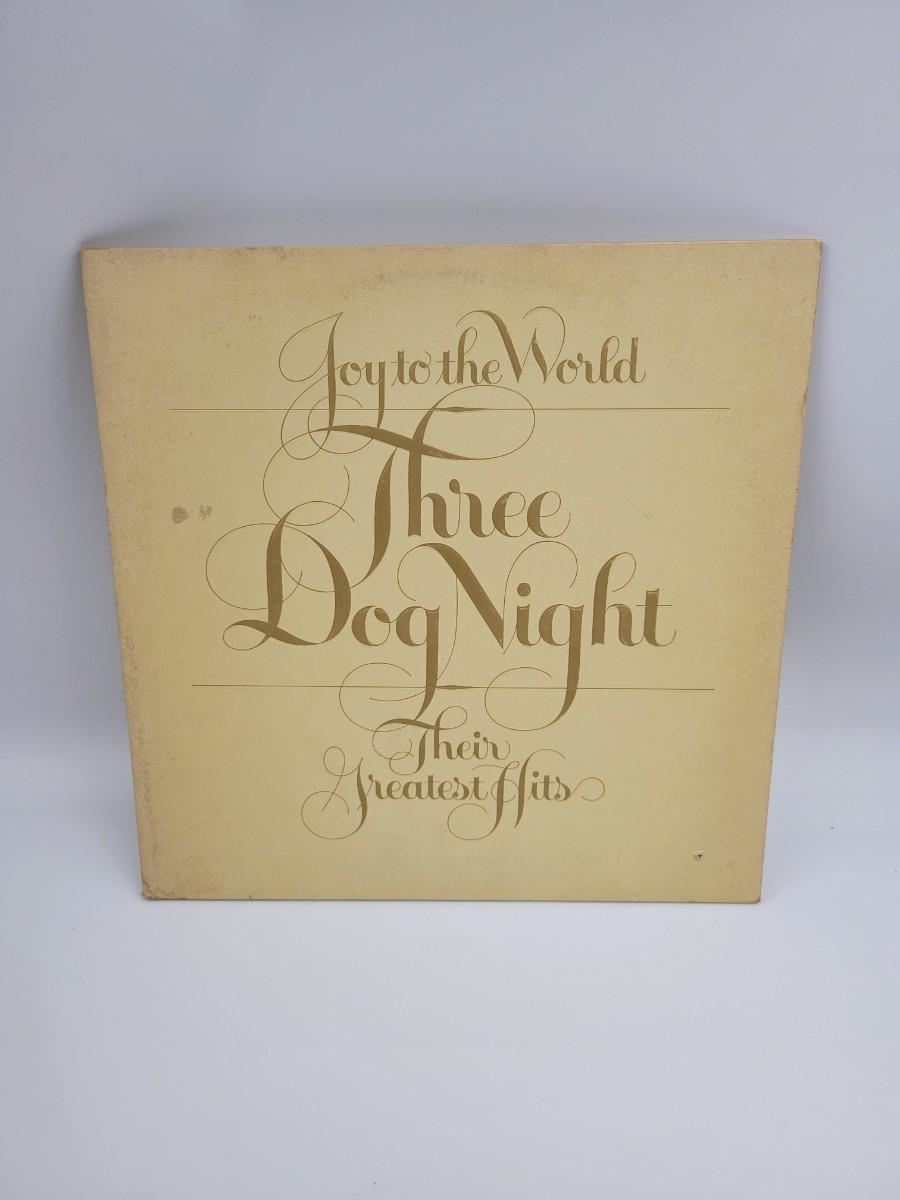 Joy to the World
Three
Dog Night
Their
Greatest Hits